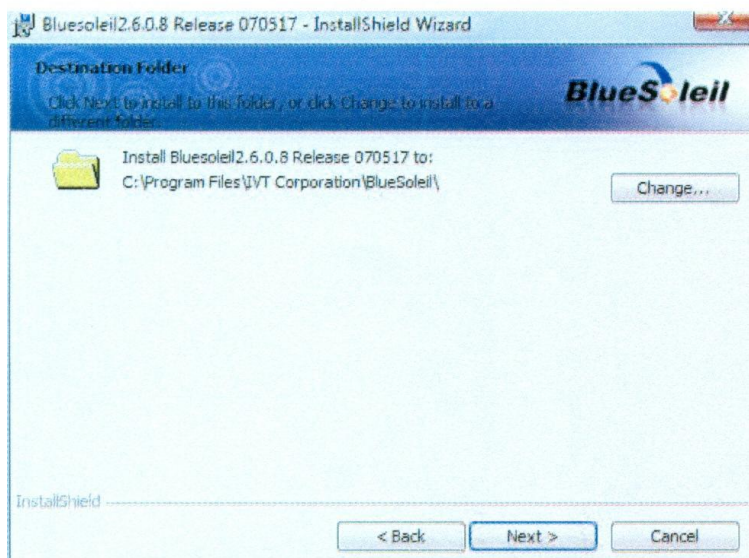 Bluesoleil2.6.0.8 Release 070517 - InstallShield Wizard
Destination Folder
Click Next to install to this folder, or click Change to install to a
different folder.
BlueSoleil
Install Bluesoleil2.6.0.8 Release 070517 to:
C:\Program Files\IVT Corporation\BlueSoleil\
Change...
InstallShield
< Back
Next >
Cancel